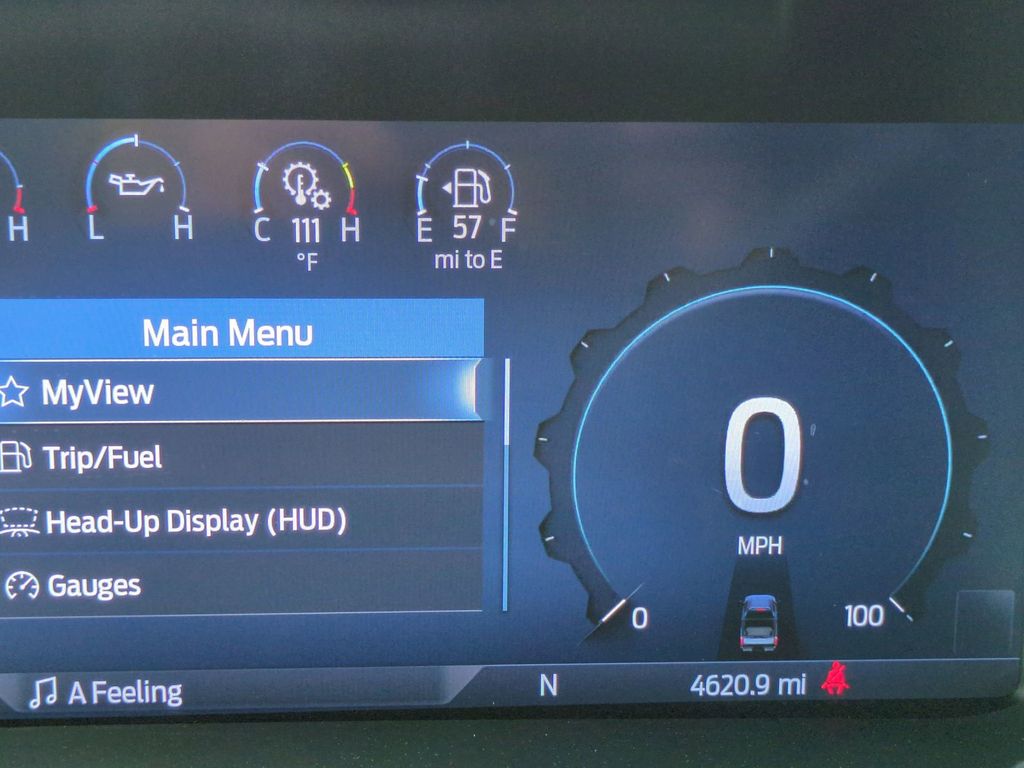 H L H C 111 H E 57 F
°F mi to E
Main Menu
MyView
Trip/Fuel
Head-Up Display (HUD)
Gauges
0
MPH
0 100
A Feeling N 4620.9 mi